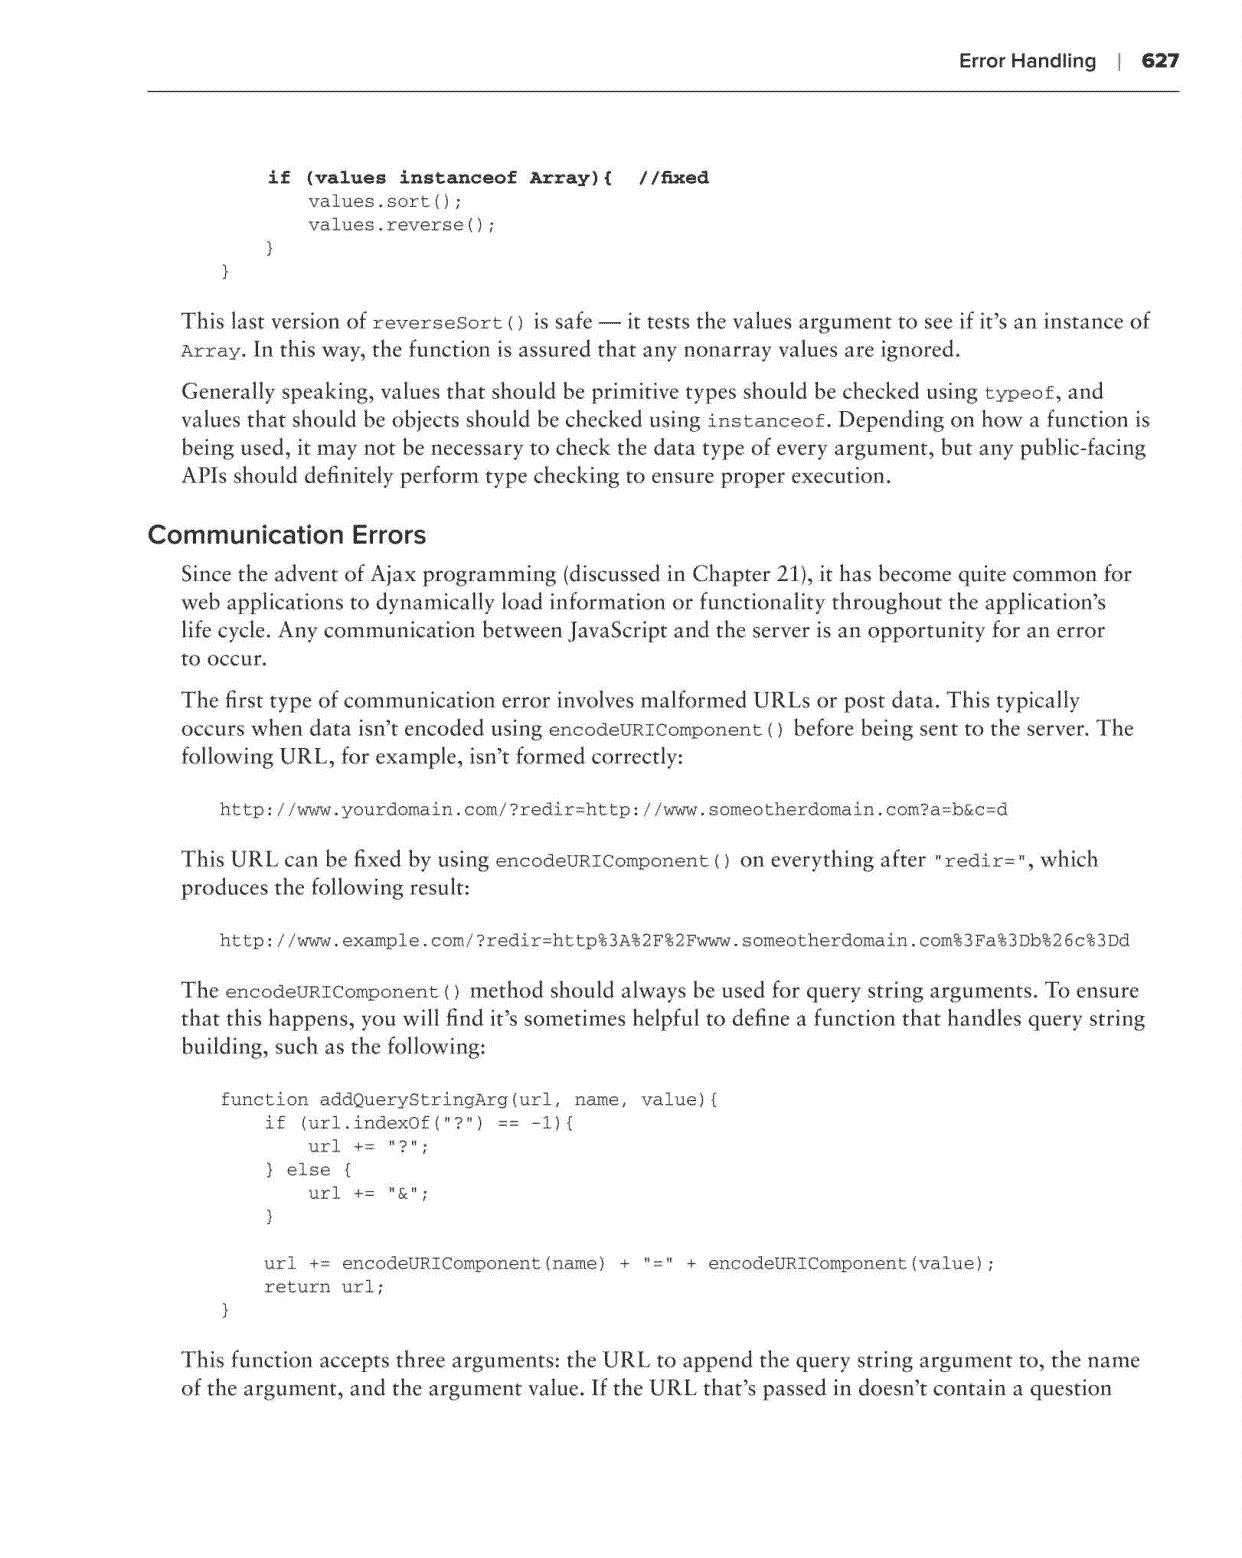 Error Handling | 627
if (values instanceof Array){  //fixed
values.sort();
values.reverse();
}
}
This last version of reverseSort() is safe — it tests the values argument to see if it's an instance of
Array. In this way, the function is assured that any nonarray values are ignored.
Generally speaking, values that should be primitive types should be checked using typeof, and
values that should be objects should be checked using instanceof. Depending on how a function is
being used, it may not be necessary to check the data type of every argument, but any public-facing
APIs should definitely perform type checking to ensure proper execution.
Communication Errors
Since the advent of Ajax programming (discussed in Chapter 21), it has become quite common for
web applications to dynamically load information or functionality throughout the application's
life cycle. Any communication between JavaScript and the server is an opportunity for an error
to occur.
The first type of communication error involves malformed URLs or post data. This typically
occurs when data isn't encoded using encodeURIComponent() before being sent to the server. The
following URL, for example, isn't formed correctly:
http://www.yourdomain.com/?redir=http://www.someotherdomain.com?a=b&c=d
This URL can be fixed by using encodeURIComponent() on everything after "redir=", which
produces the following result:
http://www.example.com/?redir=http%3A%2F%2Fwww.someotherdomain.com%3Fa%3Db%26c%3Dd
The encodeURIComponent() method should always be used for query string arguments. To ensure
that this happens, you will find it's sometimes helpful to define a function that handles query string
building, such as the following:
function addQueryStringArg(url, name, value){
if (url.indexOf("?") == -1){
url += "?";
} else {
url += "&";
}
url += encodeURIComponent(name) + "=" + encodeURIComponent(value);
return url;
}
This function accepts three arguments: the URL to append the query string argument to, the name
of the argument, and the argument value. If the URL that's passed in doesn't contain a question